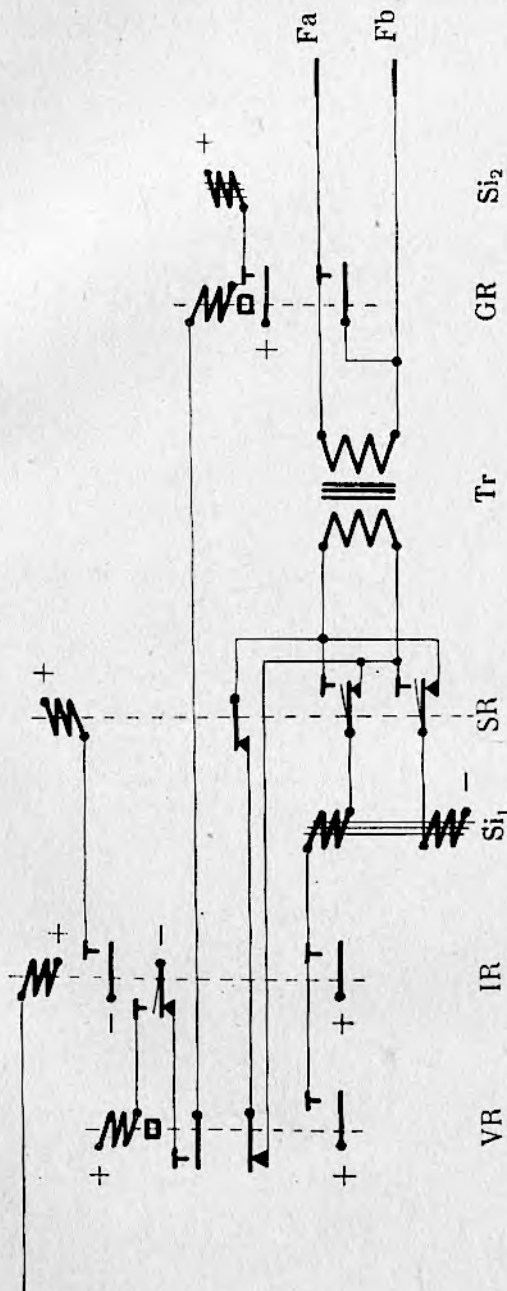 Fa
Fb
VR
IR
Si₁
SR
Tr
GR
Si₂
+
+
+
+
+
+
+
-
-
-